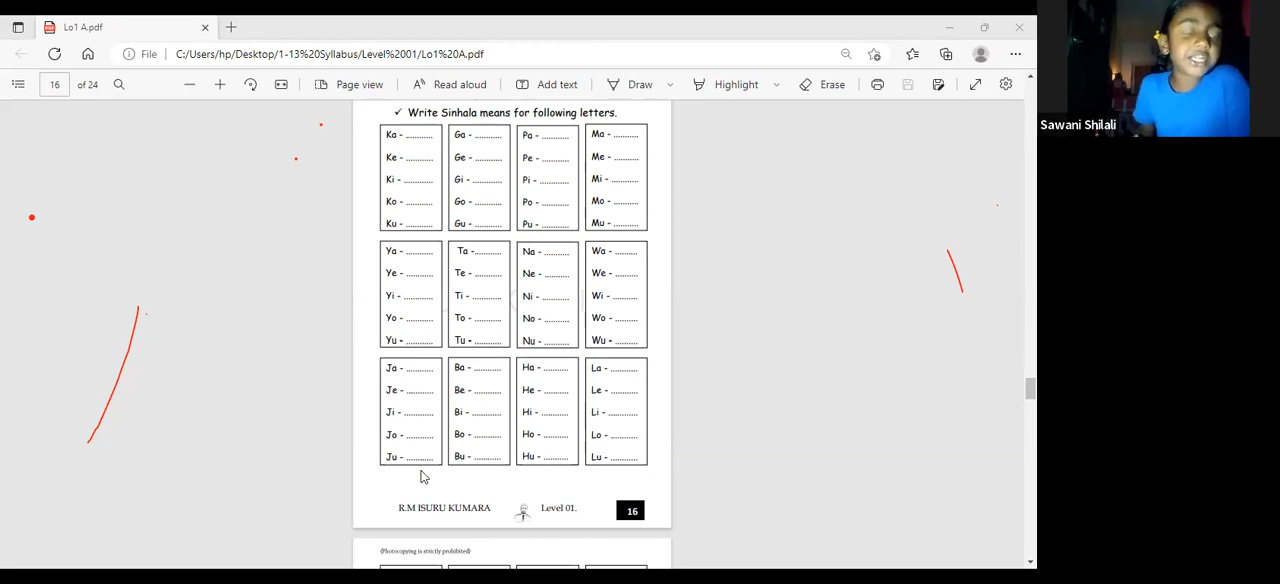 Lo1 A.pdf
File C:/Users/hp/Desktop/1-13%20Syllabus/Level%2001/Lo1%20A.pdf
16 of 24 Page view Read aloud Add text Draw Highlight Erase
Sawani Shilali
✓ Write Sinhala means for following letters.
Ka - ........... Ga - ........... Pa - ........... Ma - ...........
Ke - ........... Ge - ........... Pe - ........... Me - ...........
Ki - ........... Gi - ........... Pi - ........... Mi - ...........
Ko - ........... Go - ........... Po - ........... Mo - ...........
Ku - ........... Gu - ........... Pu - ........... Mu - ...........
Ya - ........... Ta -........... Na - ........... Wa - ...........
Ye - ........... Te - ........... Ne - ........... We - ...........
Yi - ........... Ti - ........... Ni - ........... Wi - ...........
Yo - ........... To - ........... No - ........... Wo - ...........
Yu - ........... Tu - ........... Nu - ........... Wu - ...........
Ja - ........... Ba - ........... Ha - ........... La - ...........
Je - ........... Be - ........... He - ........... Le - ...........
Ji - ........... Bi - ........... Hi - ........... Li - ...........
Jo - ........... Bo - ........... Ho - ........... Lo - ...........
Ju - ........... Bu - ........... Hu - ........... Lu - ...........
R.M ISURU KUMARA Level 01. 16
(Photocopying is strictly prohibited)